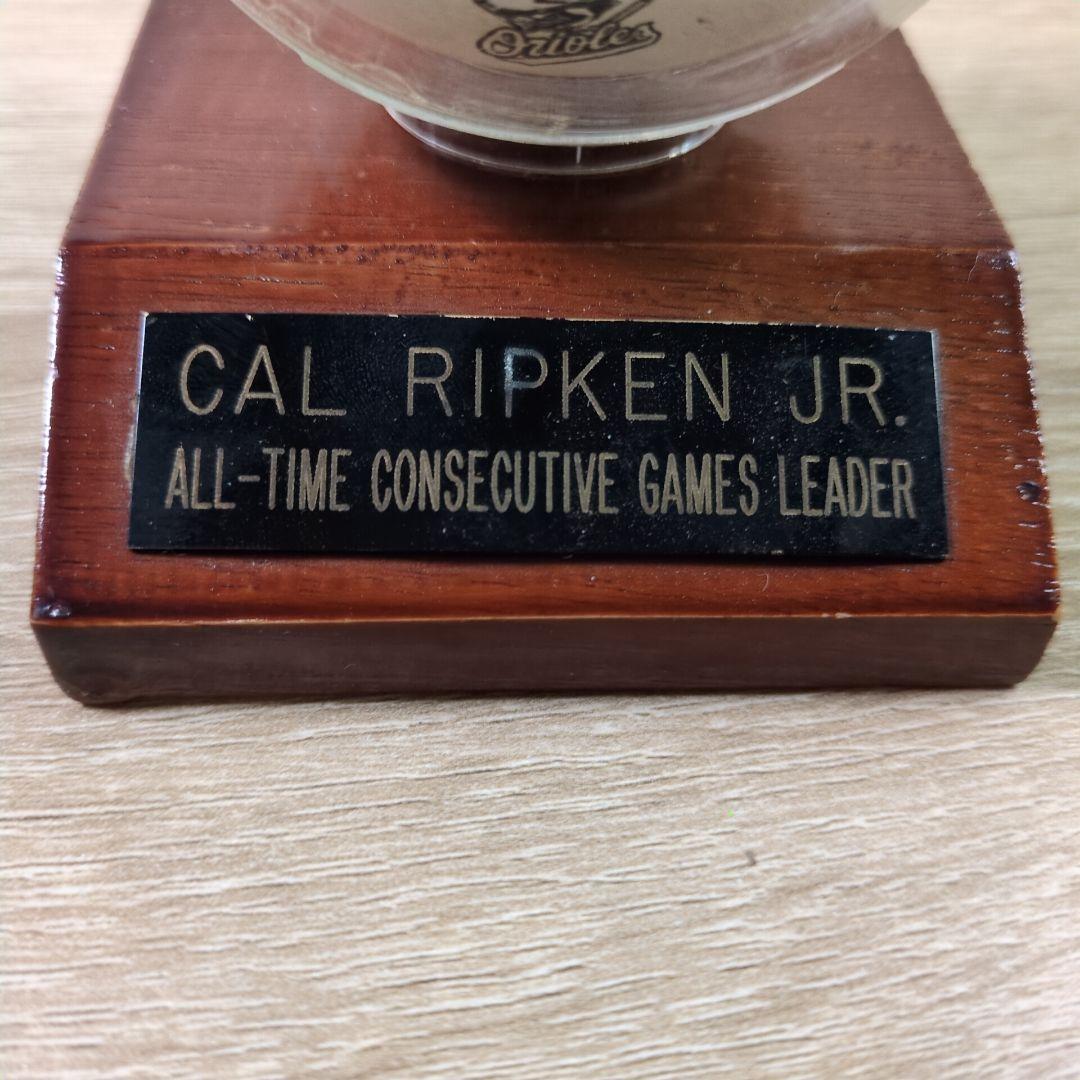 Orioles
CAL RIPKEN JR.
ALL-TIME CONSECUTIVE GAMES LEADER